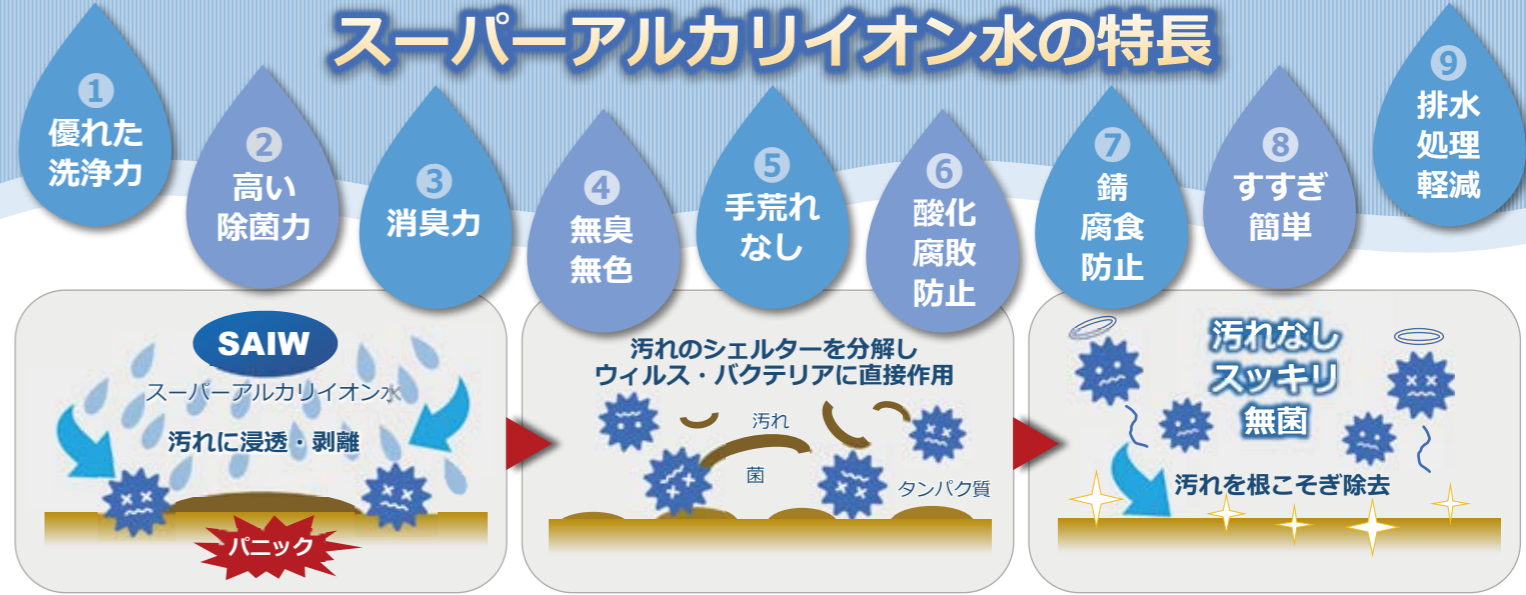 スーパーアルカリイオン水の特長
1
優れた
洗浄力
2
高い
除菌力
3
消臭力
4
無臭
無色
5
手荒れ
なし
6
酸化
腐敗
防止
7
錆
腐食
防止
8
すすぎ
簡単
9
排水
処理
軽減
SAIW
スーパーアルカリイオン水
汚れに浸透・剥離
パニック
汚れのシェルターを分解し
ウィルス・バクテリアに直接作用
汚れ
菌
タンパク質
汚れなし
スッキリ
無菌
汚れを根こそぎ除去